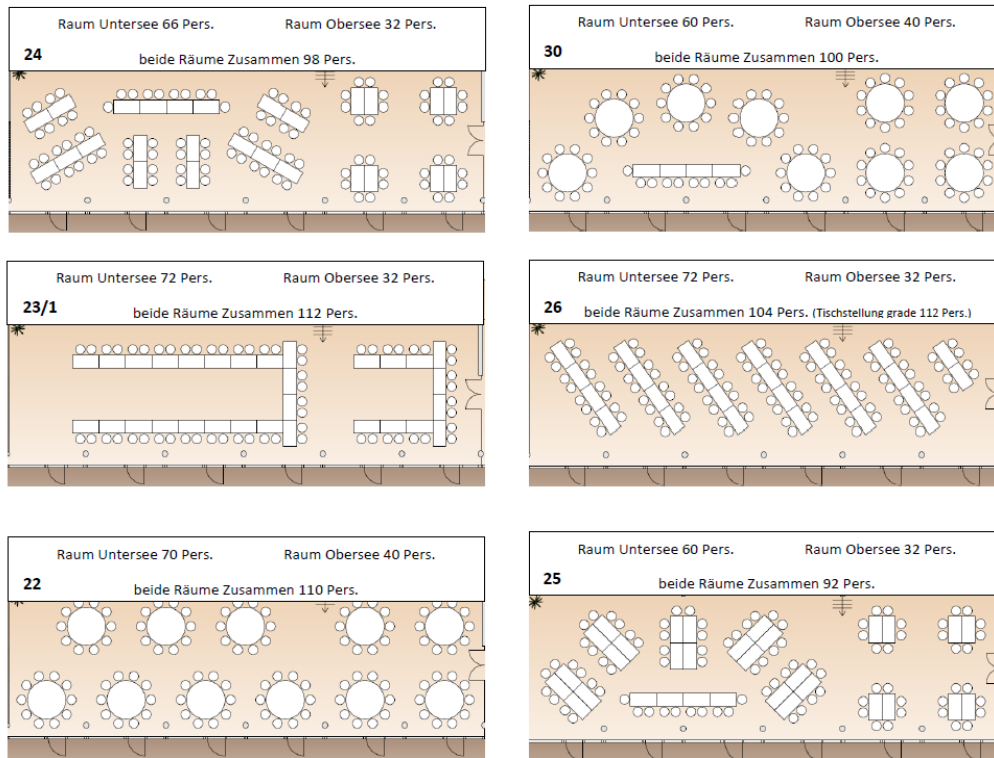 Raum Untersee 66 Pers. Raum Obersee 32 Pers.
24 beide Räume Zusammen 98 Pers.
Raum Untersee 60 Pers. Raum Obersee 40 Pers.
30 beide Räume Zusammen 100 Pers.
Raum Untersee 72 Pers. Raum Obersee 32 Pers.
23/1 beide Räume Zusammen 112 Pers.
Raum Untersee 72 Pers. Raum Obersee 32 Pers.
26 beide Räume Zusammen 104 Pers. (Tischstellung grade 112 Pers.)
Raum Untersee 70 Pers. Raum Obersee 40 Pers.
22 beide Räume Zusammen 110 Pers.
Raum Untersee 60 Pers. Raum Obersee 32 Pers.
25 beide Räume Zusammen 92 Pers.